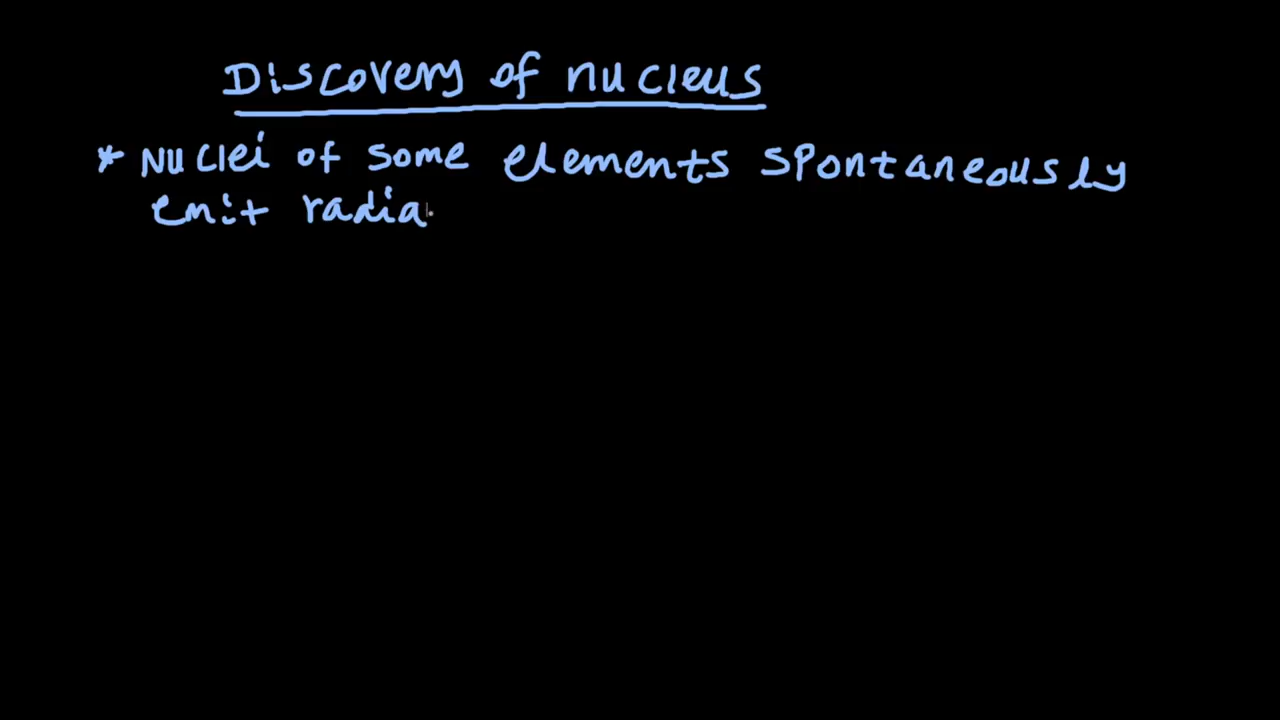 Discovery of nucleus
* Nuclei of some elements spontaneously
emit radia